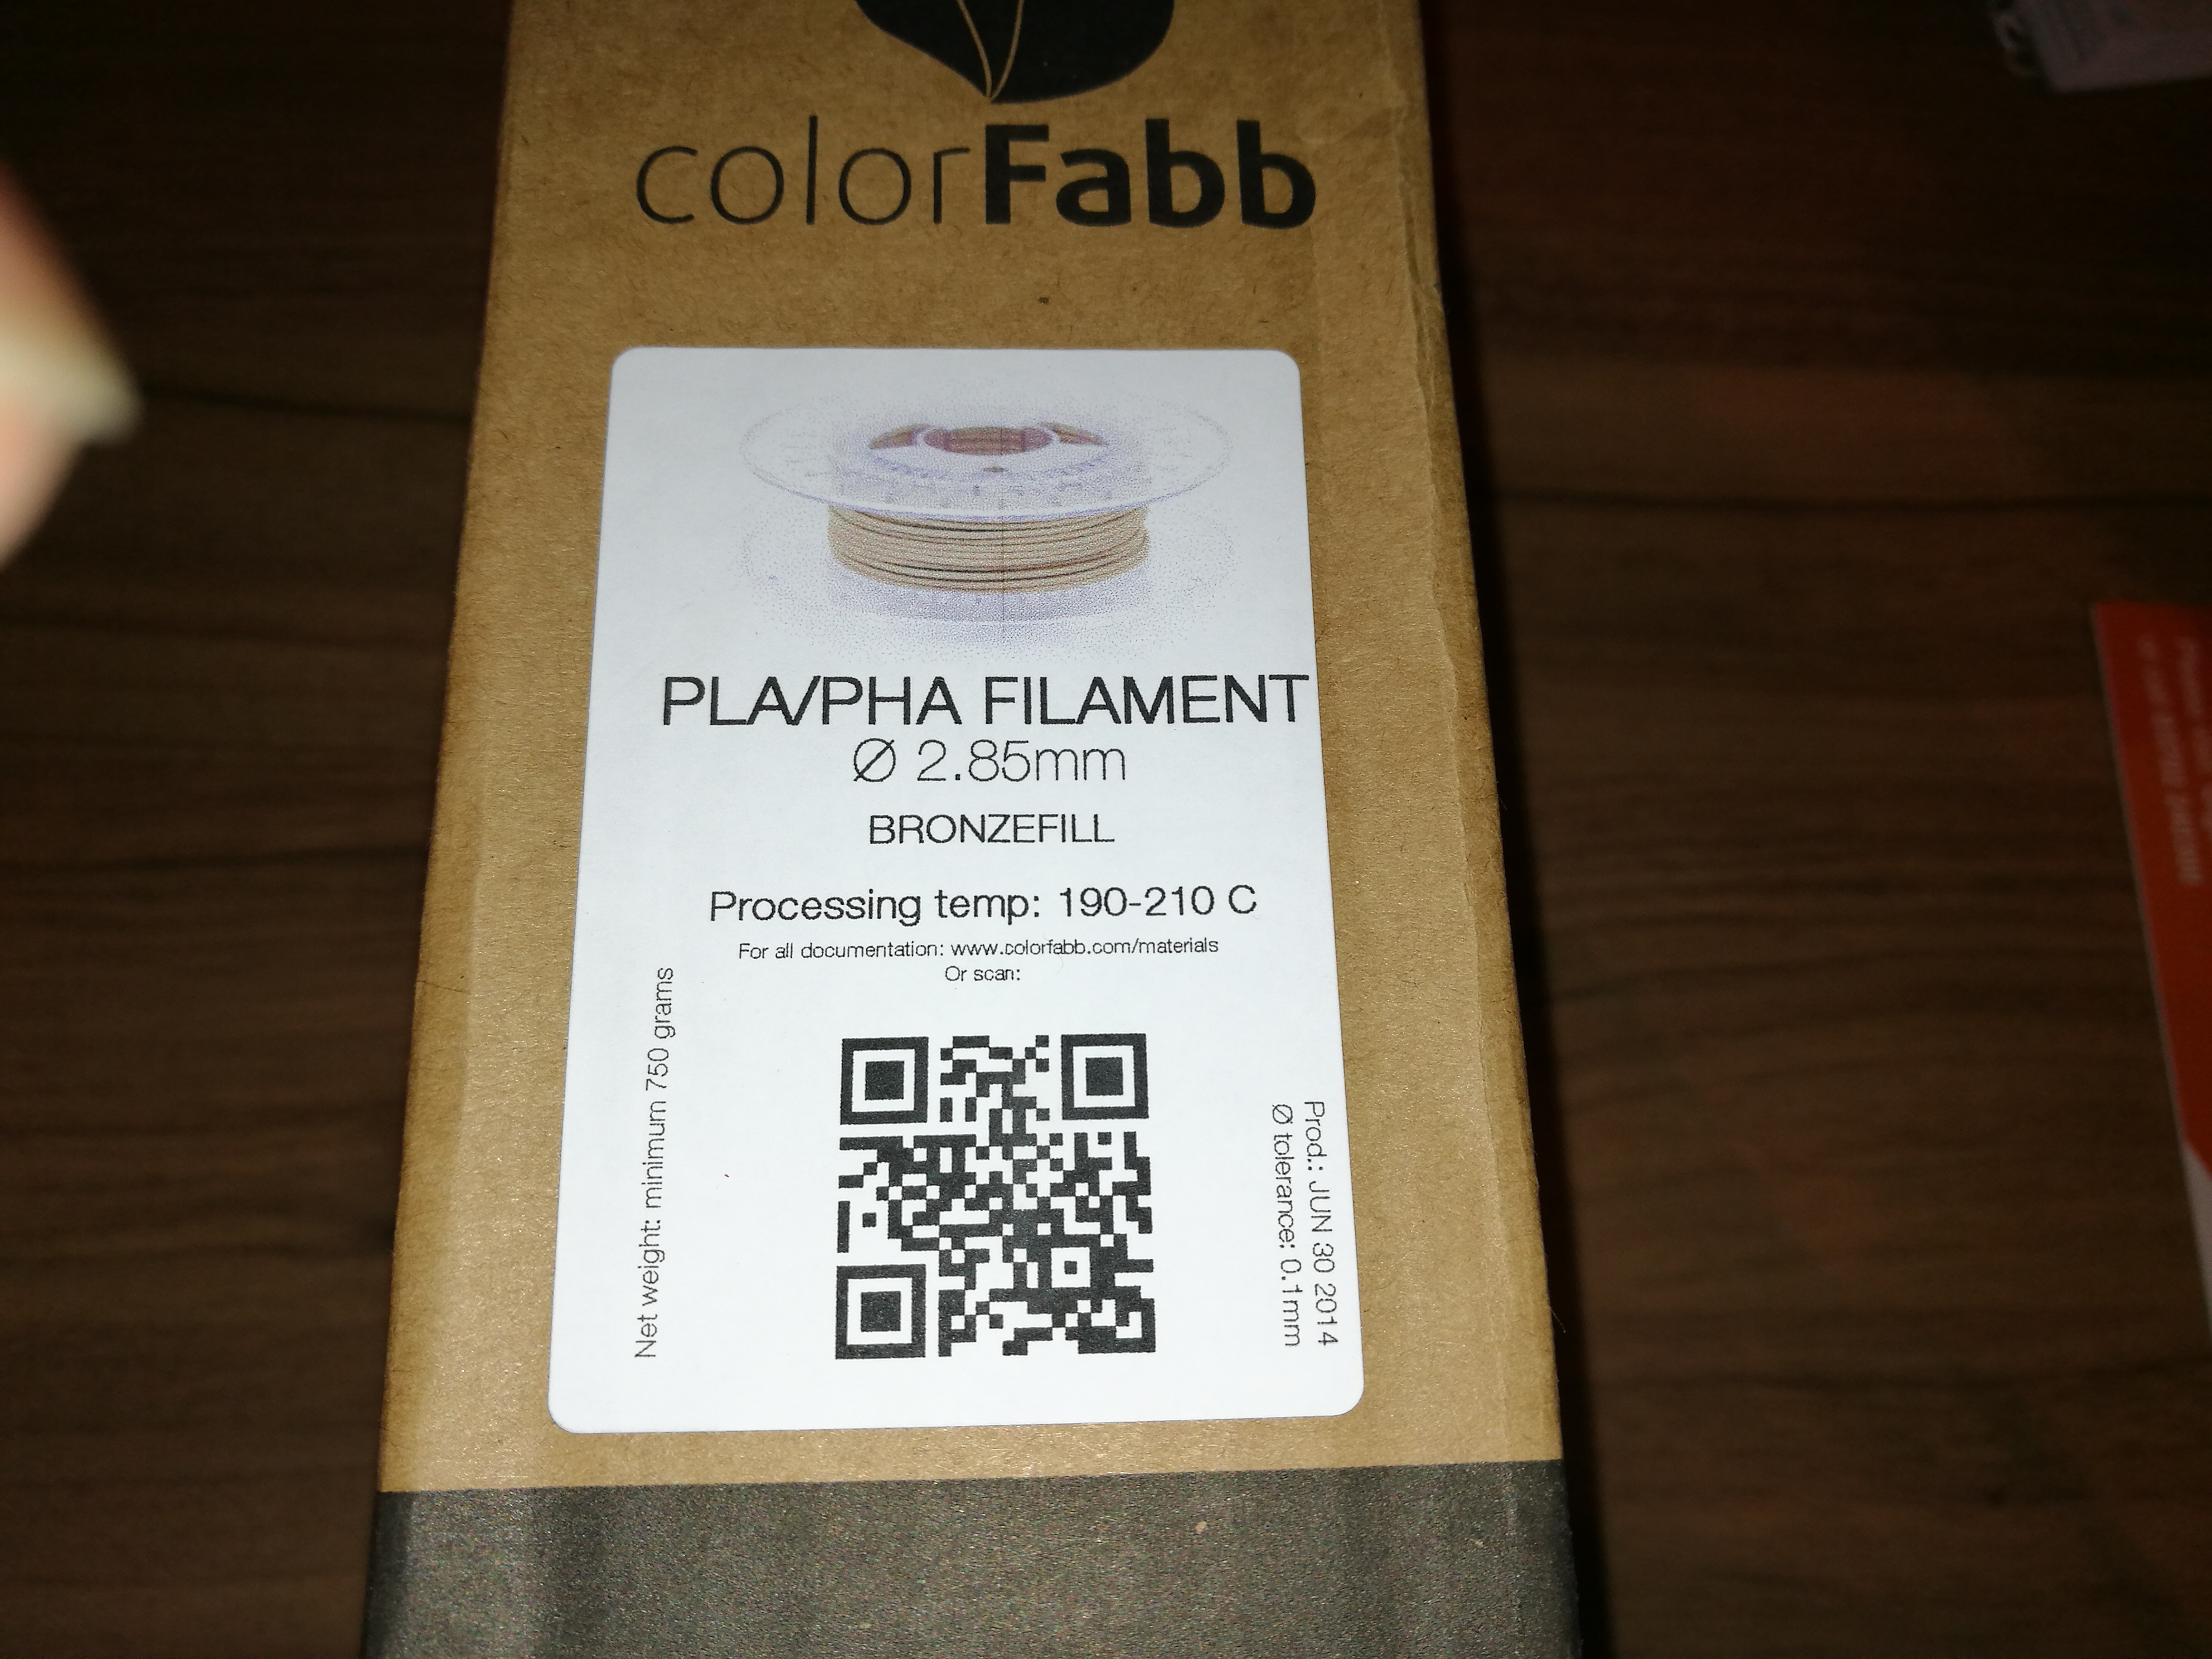 colorFabb
PLA/PHA FILAMENT
Ø 2.85mm
BRONZEFILL
Processing temp: 190-210 C
For all documentation: www.colorfabb.com/materials
Or scan:
Net weight: minimum 750 grams
Prod.: JUN 30 2014
Ø tolerance: 0.1mm